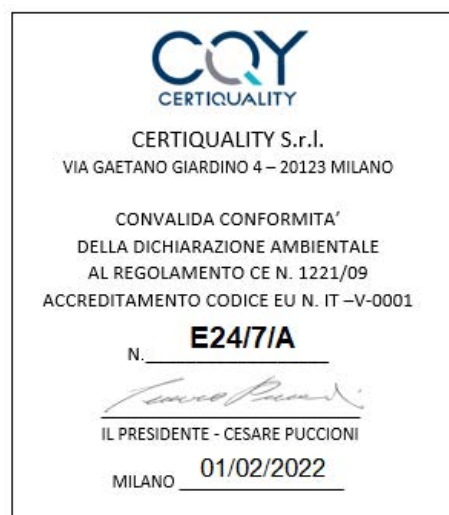 CQY
CERTIQUALITY
CERTIQUALITY S.r.l.
VIA GAETANO GIARDINO 4 – 20123 MILANO
CONVALIDA CONFORMITA’
DELLA DICHIARAZIONE AMBIENTALE
AL REGOLAMENTO CE N. 1221/09
ACCREDITAMENTO CODICE EU N. IT –V-0001
N. E24/7/A
IL PRESIDENTE - CESARE PUCCIONI
MILANO 01/02/2022